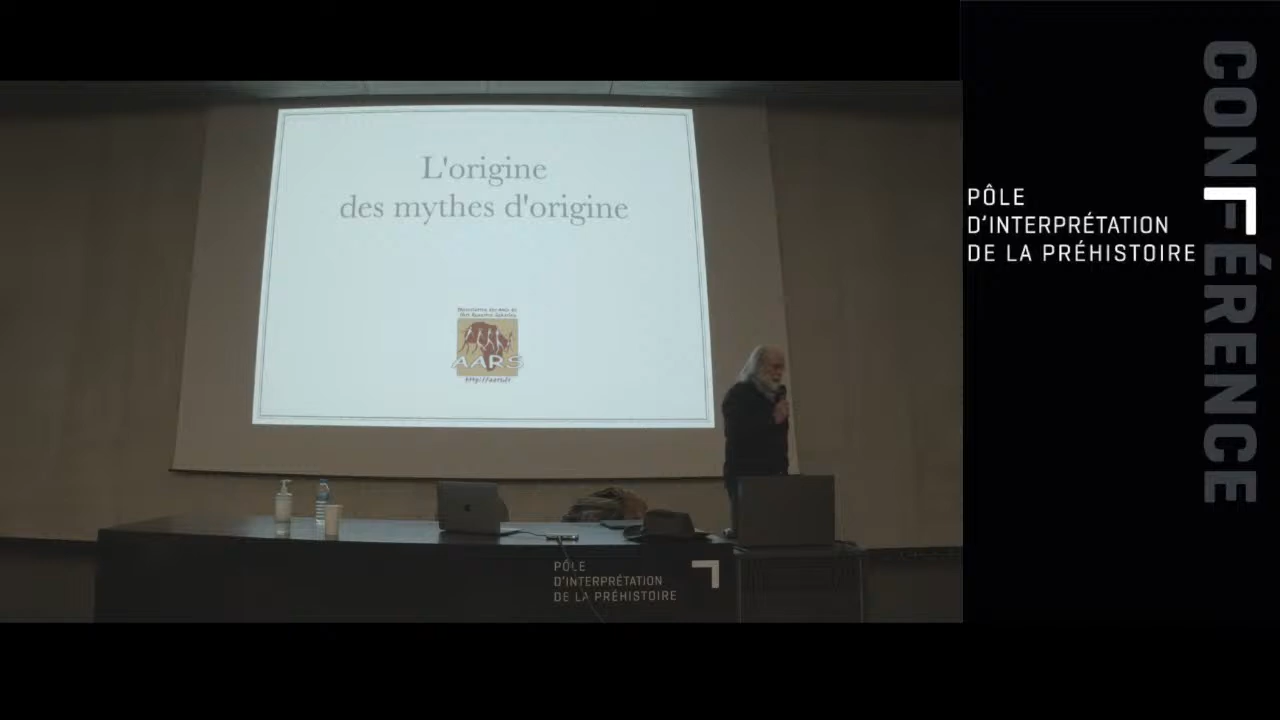 L'origine
des mythes d'origine
AARS
PÔLE
D'INTERPRÉTATION
DE LA PRÉHISTOIRE
PÔLE
D'INTERPRÉTATION
DE LA PRÉHISTOIRE
CONFÉRENCE